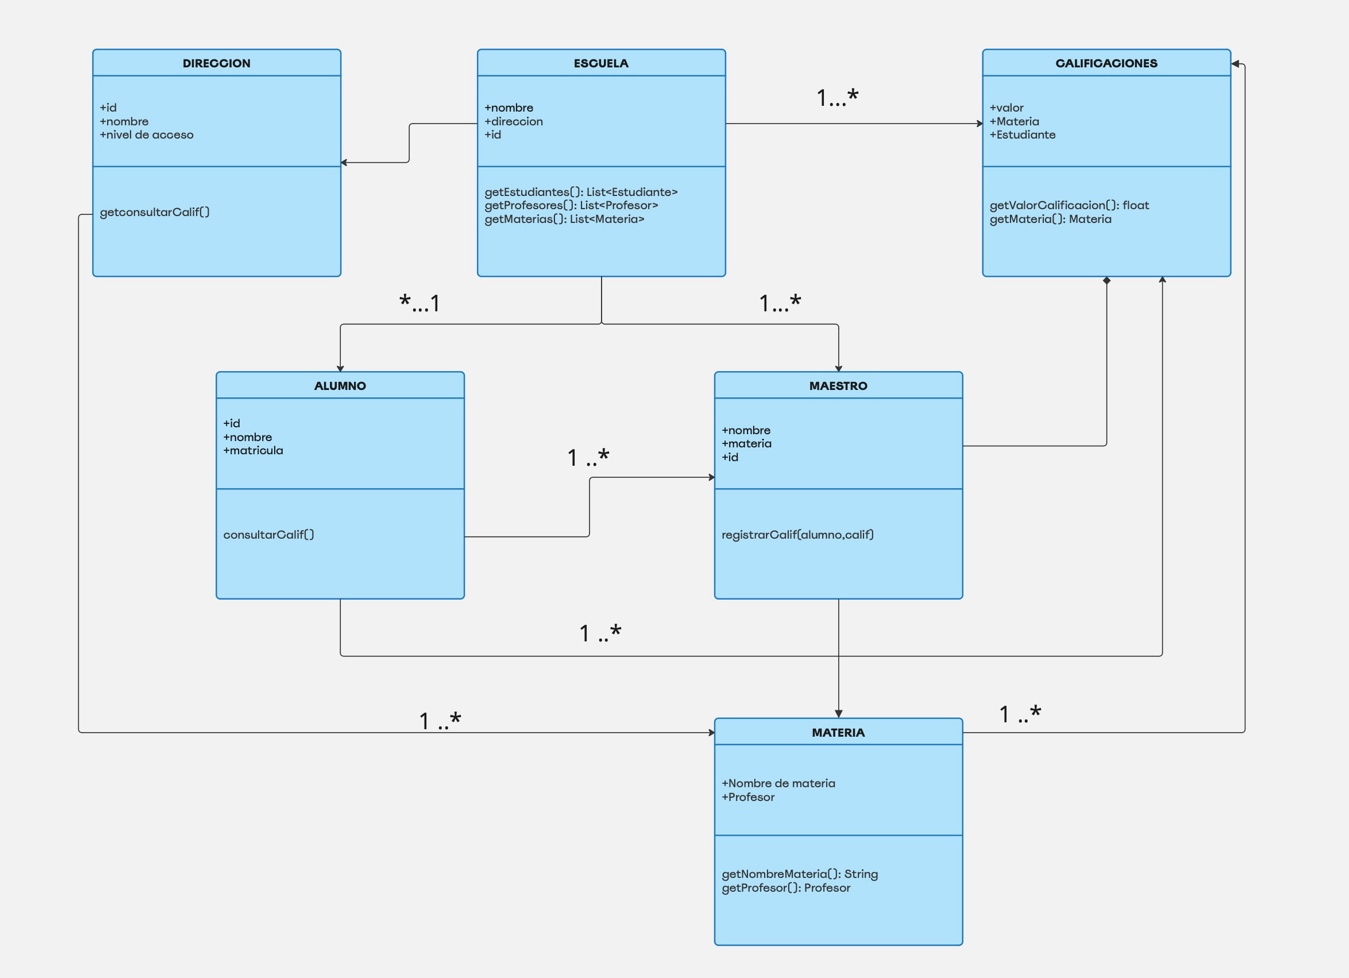 DIRECCION
+id
+nombre
+nivel de acceso
getconsultarCalif()
ESCUELA
+nombre
+direccion
+id
getEstudiantes(): List<Estudiante>
getProfesores(): List<Profesor>
getMaterias(): List<Materia>
1...*
CALIFICACIONES
+valor
+Materia
+Estudiante
getValorCalificacion(): float
getMateria(): Materia
*...1
1...*
ALUMNO
+id
+nombre
+matricula
consultarCalif()
1 ..*
MAESTRO
+nombre
+materia
+id
registrarCalif(alumno,calif)
1 ..*
1 ..*
1 ..*
MATERIA
+Nombre de materia
+Profesor
getNombreMateria(): String
getProfesor(): Profesor